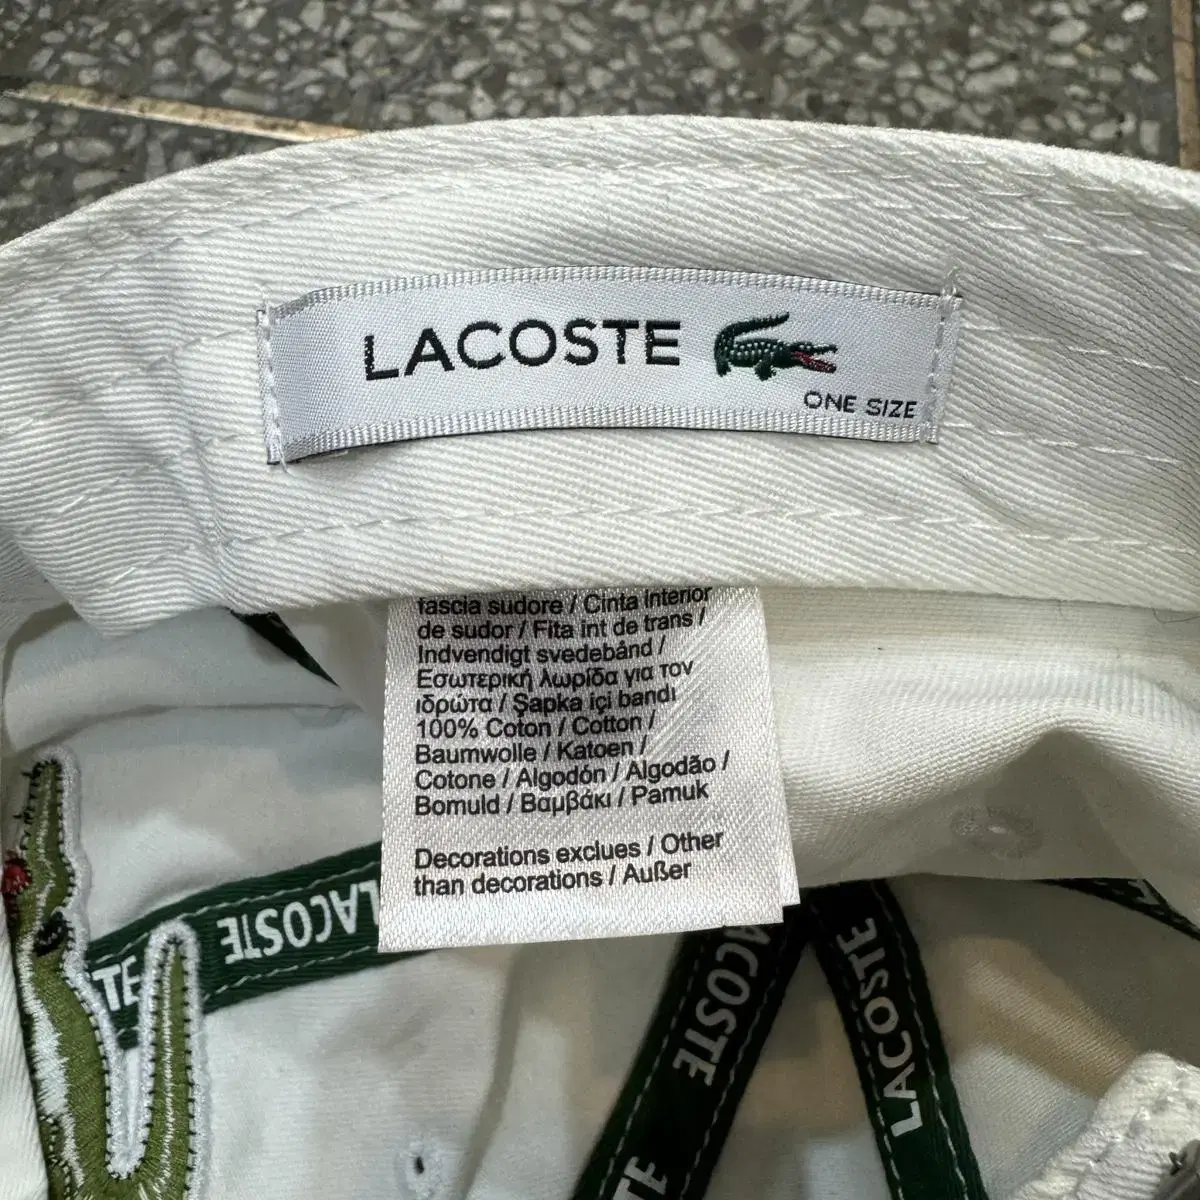 LACOSTE
ONE SIZE
fascia sudore / Cinta interior
de sudor / Fita int de trans /
Indvendigt svedebånd /
Εσωτερική λωρίδα για τον
ιδρώτα / Şapka içi bandı
100% Coton / Cotton /
Baumwolle / Katoen /
Cotone / Algodón / Algodão /
Bomuld / Βαμβάκι / Pamuk
Decorations exclues / Other
than decorations / Außer
LACOSTE
TE
LACOSTE
LACOSTE
TE